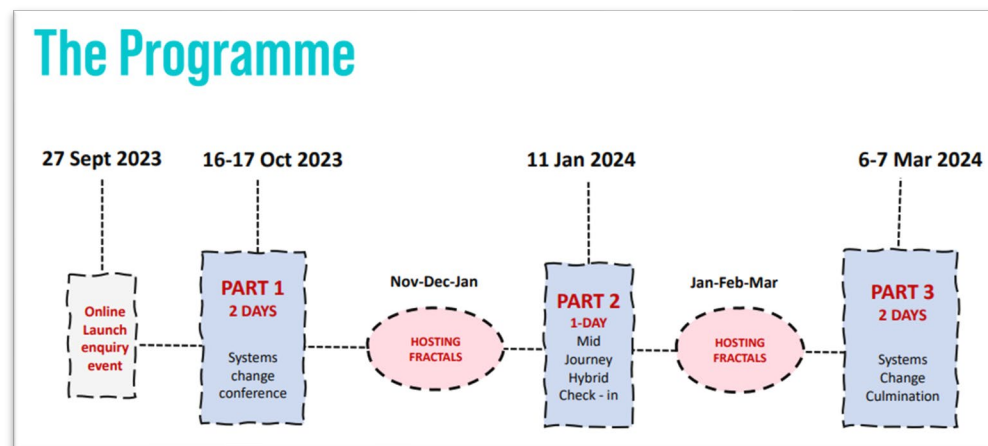 The Programme
27 Sept 2023
16-17 Oct 2023
11 Jan 2024
6-7 Mar 2024
Online
Launch
enquiry
event
PART 1
2 DAYS
Systems
change
conference
Nov-Dec-Jan
HOSTING
FRACTALS
PART 2
1-DAY
Mid
Journey
Hybrid
Check - in
Jan-Feb-Mar
HOSTING
FRACTALS
PART 3
2 DAYS
Systems
Change
Culmination